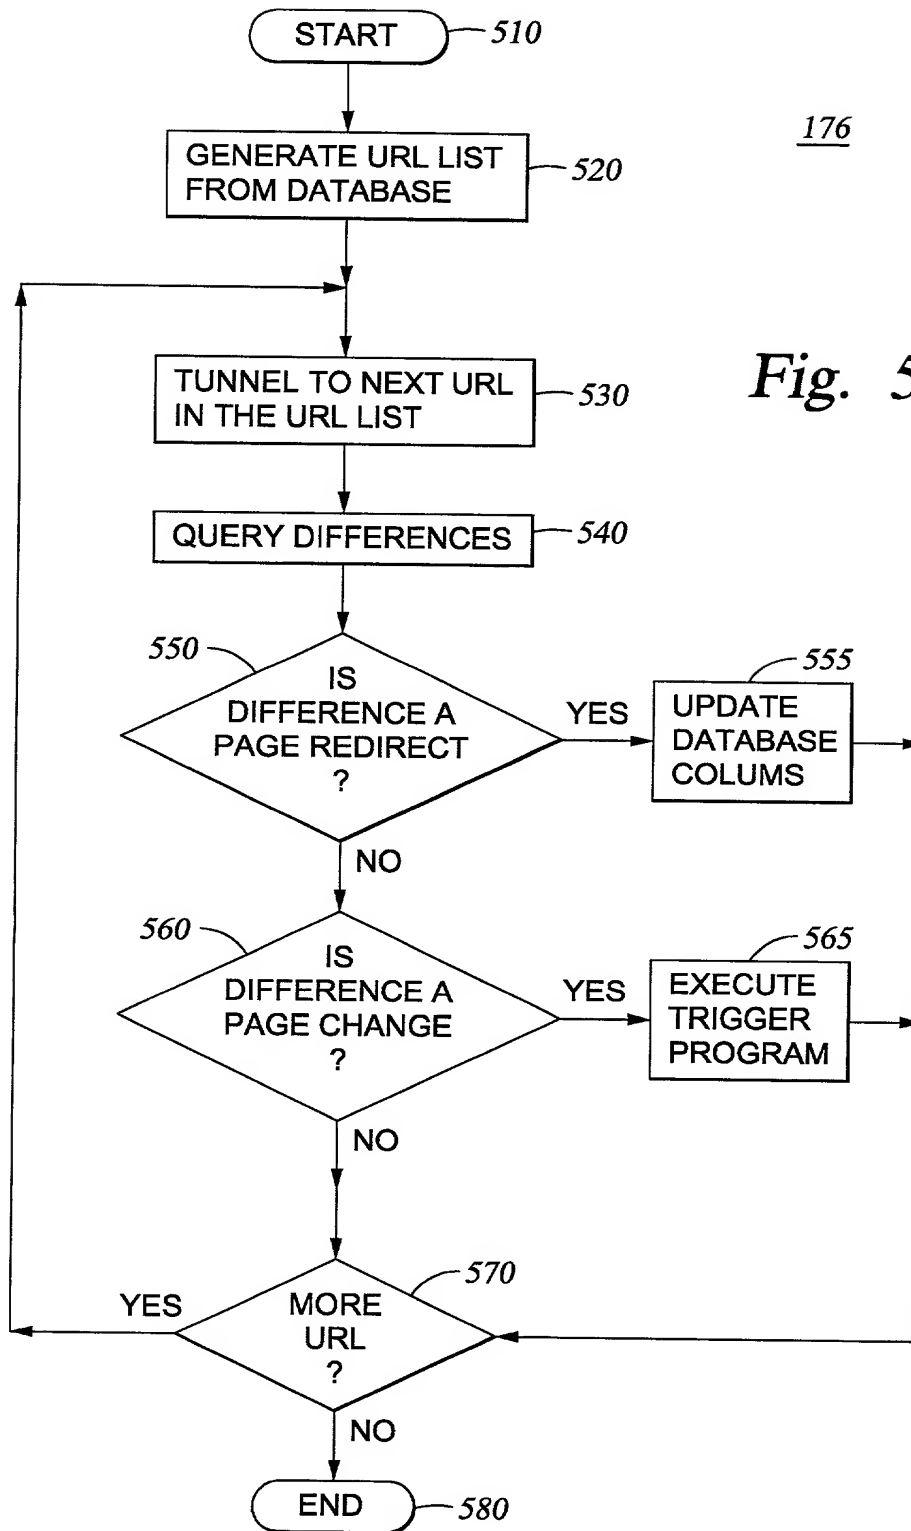 START
510
176
GENERATE URL LIST
FROM DATABASE
520
Fig. 5
TUNNEL TO NEXT URL
IN THE URL LIST
530
QUERY DIFFERENCES
540
550
IS
DIFFERENCE A
PAGE REDIRECT
?
YES
555
UPDATE
DATABASE
COLUMS
NO
560
IS
DIFFERENCE A
PAGE CHANGE
?
YES
565
EXECUTE
TRIGGER
PROGRAM
NO
570
YES
MORE
URL
?
NO
END
580